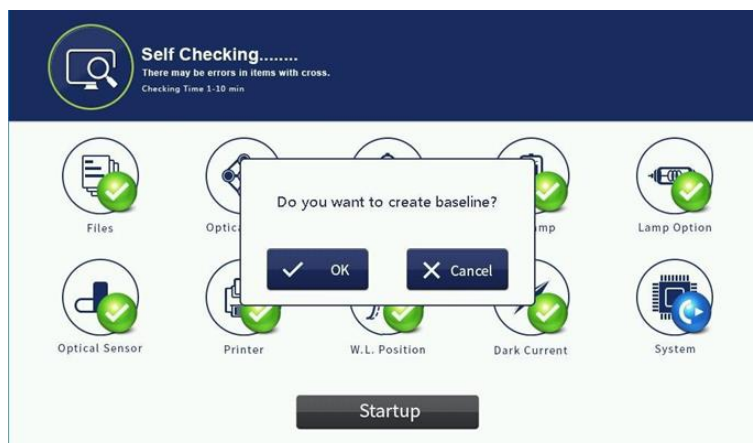 Self Checking........
There may be errors in items with cross.
Checking Time 1-10 min
Do you want to create baseline?
OK
Cancel
Files
Lamp Option
Optical Sensor
Printer
W.L. Position
Dark Current
System
Startup